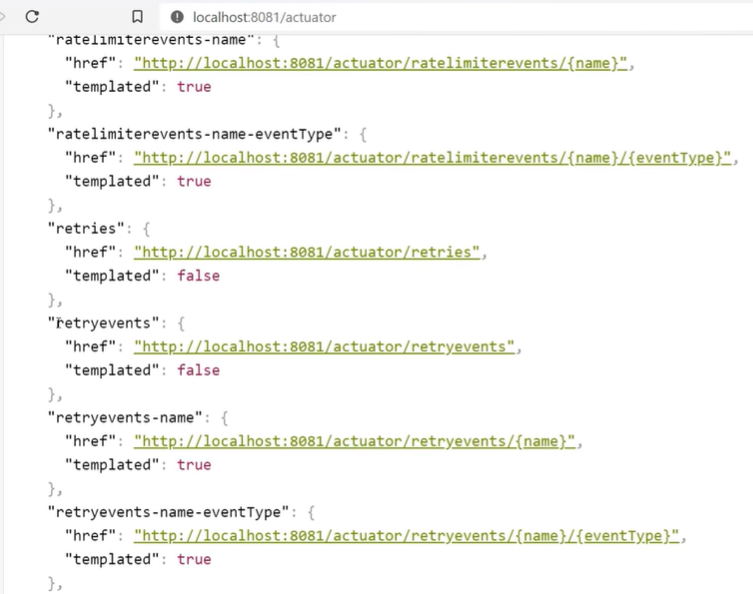 localhost:8081/actuator
"ratelimiterevents-name": {
"href": "http://localhost:8081/actuator/ratelimiterevents/{name}",
"templated": true
},
"ratelimiterevents-name-eventType": {
"href": "http://localhost:8081/actuator/ratelimiterevents/{name}/{eventType}",
"templated": true
},
"retries": {
"href": "http://localhost:8081/actuator/retries",
"templated": false
},
"retryevents": {
"href": "http://localhost:8081/actuator/retryevents",
"templated": false
},
"retryevents-name": {
"href": "http://localhost:8081/actuator/retryevents/{name}",
"templated": true
},
"retryevents-name-eventType": {
"href": "http://localhost:8081/actuator/retryevents/{name}/{eventType}",
"templated": true
},